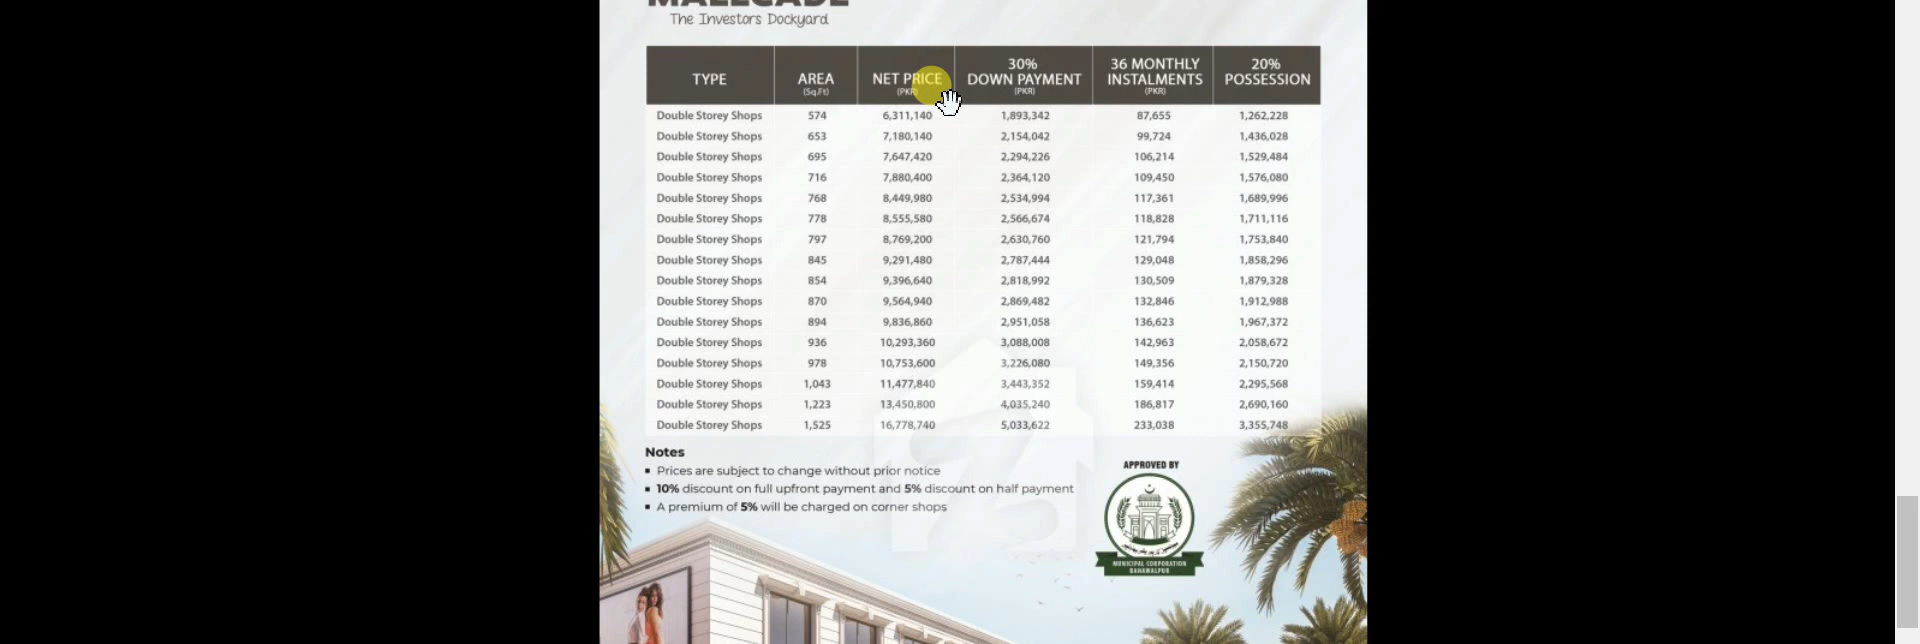 The Investors Dockyard
TYPE AREA (Sq.Ft) NET PRICE (PKR) 30% DOWN PAYMENT (PKR) 36 MONTHLY INSTALMENTS (PKR) 20% POSSESSION
Double Storey Shops 574 6,311,140 1,893,342 87,655 1,262,228
Double Storey Shops 653 7,180,140 2,154,042 99,724 1,436,028
Double Storey Shops 695 7,647,420 2,294,226 106,214 1,529,484
Double Storey Shops 716 7,880,400 2,364,120 109,450 1,576,080
Double Storey Shops 768 8,449,980 2,534,994 117,361 1,689,996
Double Storey Shops 778 8,555,580 2,566,674 118,828 1,711,116
Double Storey Shops 797 8,769,200 2,630,760 121,794 1,753,840
Double Storey Shops 845 9,291,480 2,787,444 129,048 1,858,296
Double Storey Shops 854 9,396,640 2,818,992 130,509 1,879,328
Double Storey Shops 870 9,564,940 2,869,482 132,846 1,912,988
Double Storey Shops 894 9,836,860 2,951,058 136,623 1,967,372
Double Storey Shops 936 10,293,360 3,088,008 142,963 2,058,672
Double Storey Shops 978 10,753,600 3,226,080 149,356 2,150,720
Double Storey Shops 1,043 11,477,840 3,443,352 159,414 2,295,568
Double Storey Shops 1,223 13,450,800 4,035,240 186,817 2,690,160
Double Storey Shops 1,525 16,778,740 5,033,622 233,038 3,355,748
Notes
▪ Prices are subject to change without prior notice
▪ 10% discount on full upfront payment and 5% discount on half payment
▪ A premium of 5% will be charged on corner shops
APPROVED BY
MUNICIPAL CORPORATION
BAHAWALPUR